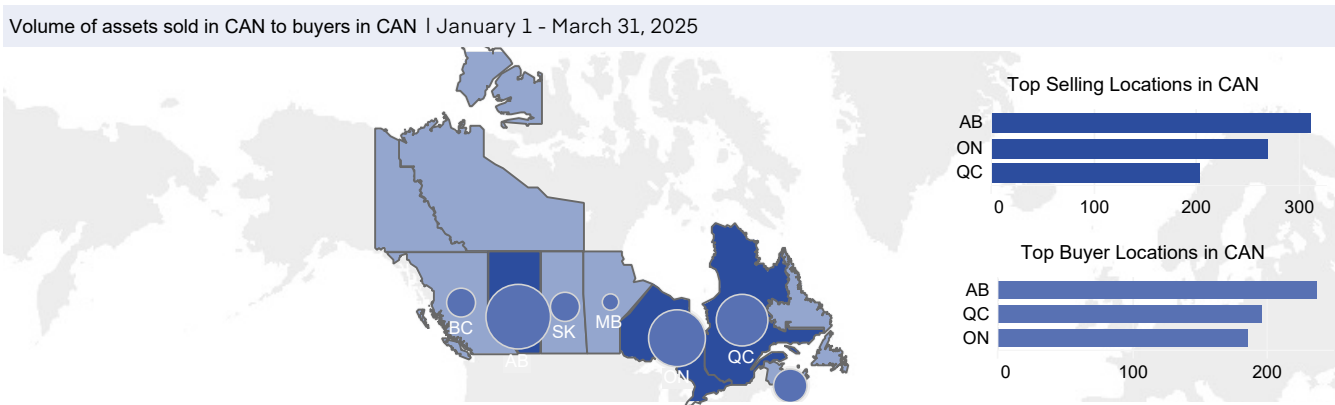 Volume of assets sold in CAN to buyers in CAN | January 1 - March 31, 2025
Top Selling Locations in CAN
AB
ON
QC
0 100 200 300
Top Buyer Locations in CAN
AB
QC
ON
0 100 200
BC
AB
SK
MB
ON
QC